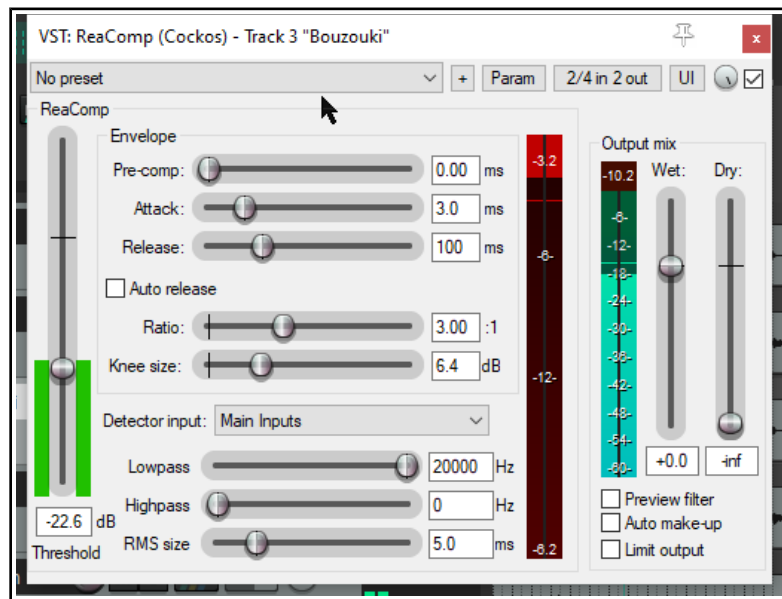 VST: ReaComp (Cockos) - Track 3 "Bouzouki"
x
No preset + Param 2/4 in 2 out UI
ReaComp
Envelope
Pre-comp: 0.00 ms
Attack: 3.0 ms
Release: 100 ms
Auto release
Ratio: 3.00 :1
Knee size: 6.4 dB
Detector input: Main Inputs
Lowpass 20000 Hz
Highpass 0 Hz
RMS size 5.0 ms
-22.6 dB
Threshold
-3.2
-6-
-12-
-6.2
Output mix
Wet: Dry:
-10.2
-6-
-12-
-18-
-24-
-30-
-36-
-42-
-48-
-54-
-60-
+0.0 -inf
Preview filter
Auto make-up
Limit output